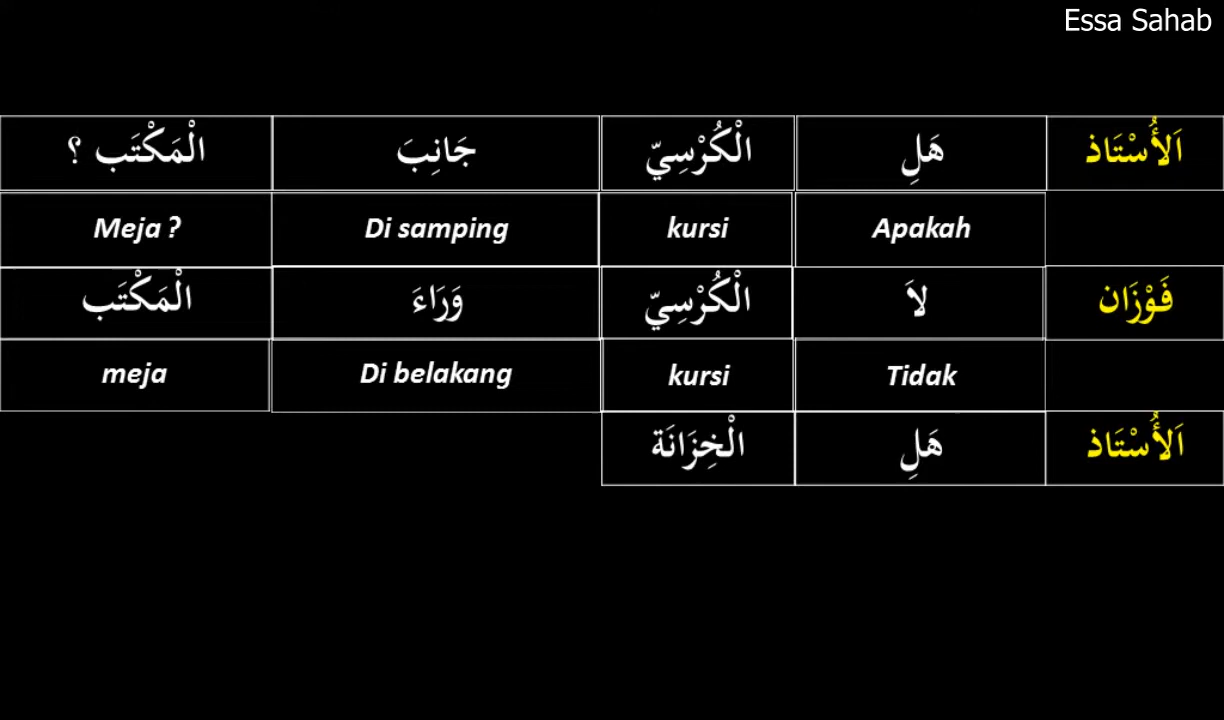 Essa Sahab
اَلأُسْتَاذ هَلِ الْكُرْسِيّ جَانِبَ الْمَكْتَب ؟
Apakah kursi Di samping Meja ?
فَوْزَان لاَ الْكُرْسِيّ وَرَاءَ الْمَكْتَب
Tidak kursi Di belakang meja
اَلأُسْتَاذ هَلِ الْخِزَانَة